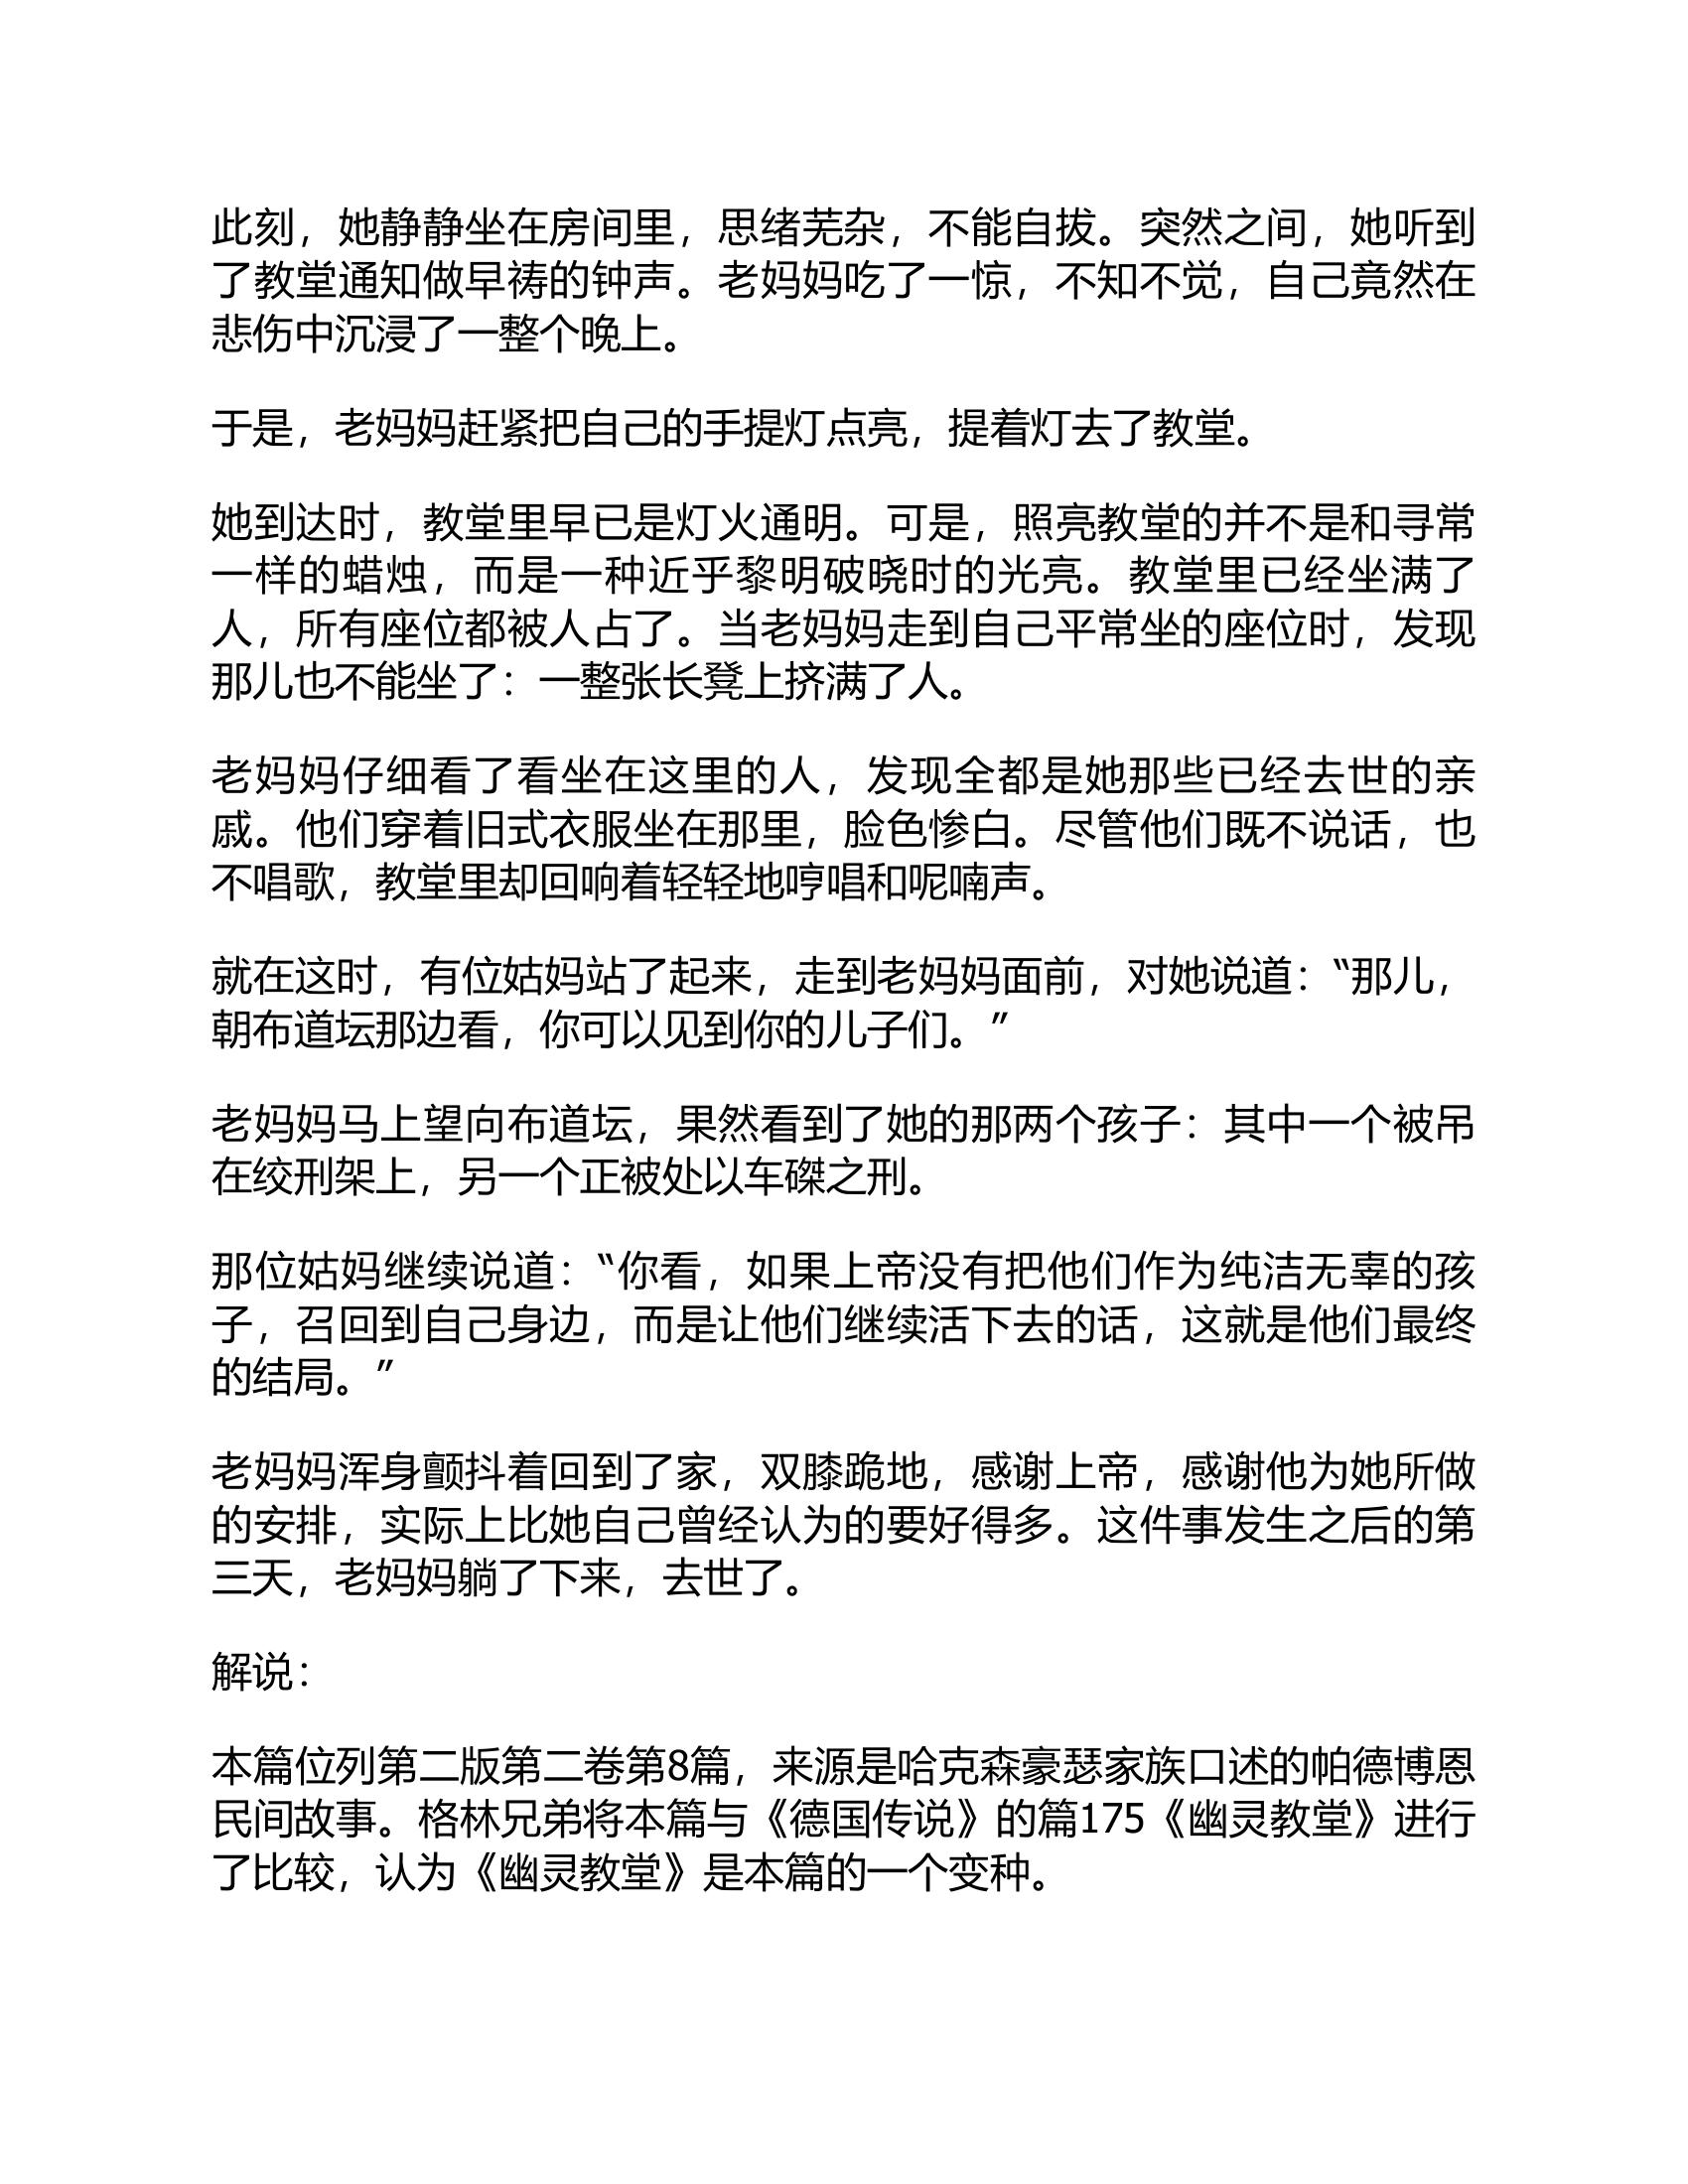 此刻，她静静坐在房间里，思绪芜杂，不能自拔。突然之间，她听到
了教堂通知做早祷的钟声。老妈妈吃了一惊，不知不觉，自己竟然在
悲伤中沉浸了一整个晚上。
于是，老妈妈赶紧把自己的手提灯点亮，提着灯去了教堂。
她到达时，教堂里早已是灯火通明。可是，照亮教堂的并不是和寻常
一样的蜡烛，而是一种近乎黎明破晓时的光亮。教堂里已经坐满了
人，所有座位都被人占了。当老妈妈走到自己平常坐的座位时，发现
那儿也不能坐了：一整张长凳上挤满了人。
老妈妈仔细看了看坐在这里的人，发现全都是她那些已经去世的亲
戚。他们穿着旧式衣服坐在那里，脸色惨白。尽管他们既不说话，也
不唱歌，教堂里却回响着轻轻地哼唱和呢喃声。
就在这时，有位姑妈站了起来，走到老妈妈面前，对她说道：“那儿，
朝布道坛那边看，你可以见到你的儿子们。”
老妈妈马上望向布道坛，果然看到了她的那两个孩子：其中一个被吊
在绞刑架上，另一个正被处以车磔之刑。
那位姑妈继续说道：“你看，如果上帝没有把他们作为纯洁无辜的孩
子，召回到自己身边，而是让他们继续活下去的话，这就是他们最终
的结局。”
老妈妈浑身颤抖着回到了家，双膝跪地，感谢上帝，感谢他为她所做
的安排，实际上比她自己曾经认为的要好得多。这件事发生之后的第
三天，老妈妈躺了下来，去世了。
解说：
本篇位列第二版第二卷第8篇，来源是哈克森豪瑟家族口述的帕德博恩
民间故事。格林兄弟将本篇与《德国传说》的篇175《幽灵教堂》进行
了比较，认为《幽灵教堂》是本篇的一个变种。